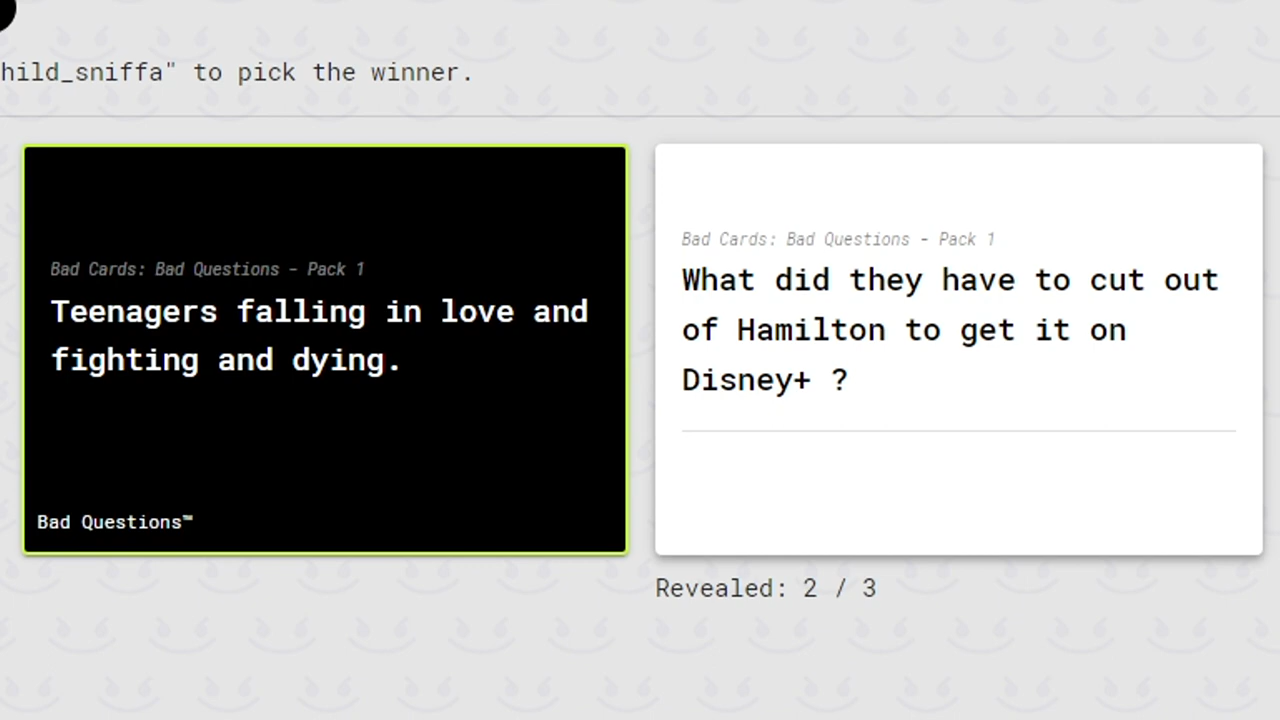 hild_sniffa" to pick the winner.
Bad Cards: Bad Questions - Pack 1
Teenagers falling in love and
fighting and dying.
Bad Questions™
Bad Cards: Bad Questions - Pack 1
What did they have to cut out
of Hamilton to get it on
Disney+ ?
Revealed: 2 / 3